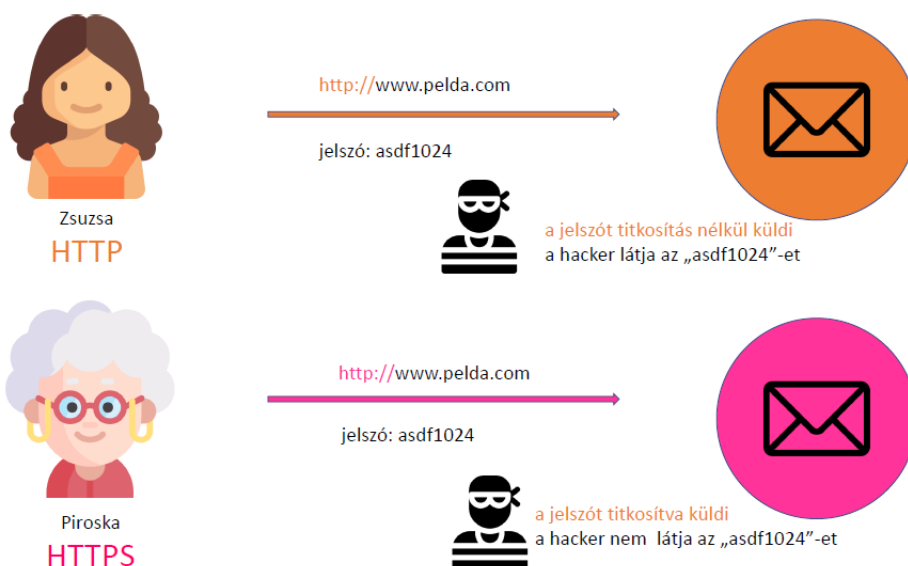 http://www.pelda.com
jelszó: asdf1024
Zsuzsa
HTTP
a jelszót titkosítás nélkül küldi
a hacker látja az „asdf1024”-et
http://www.pelda.com
jelszó: asdf1024
Piroska
HTTPS
a jelszót titkosítva küldi
a hacker nem látja az „asdf1024”-et